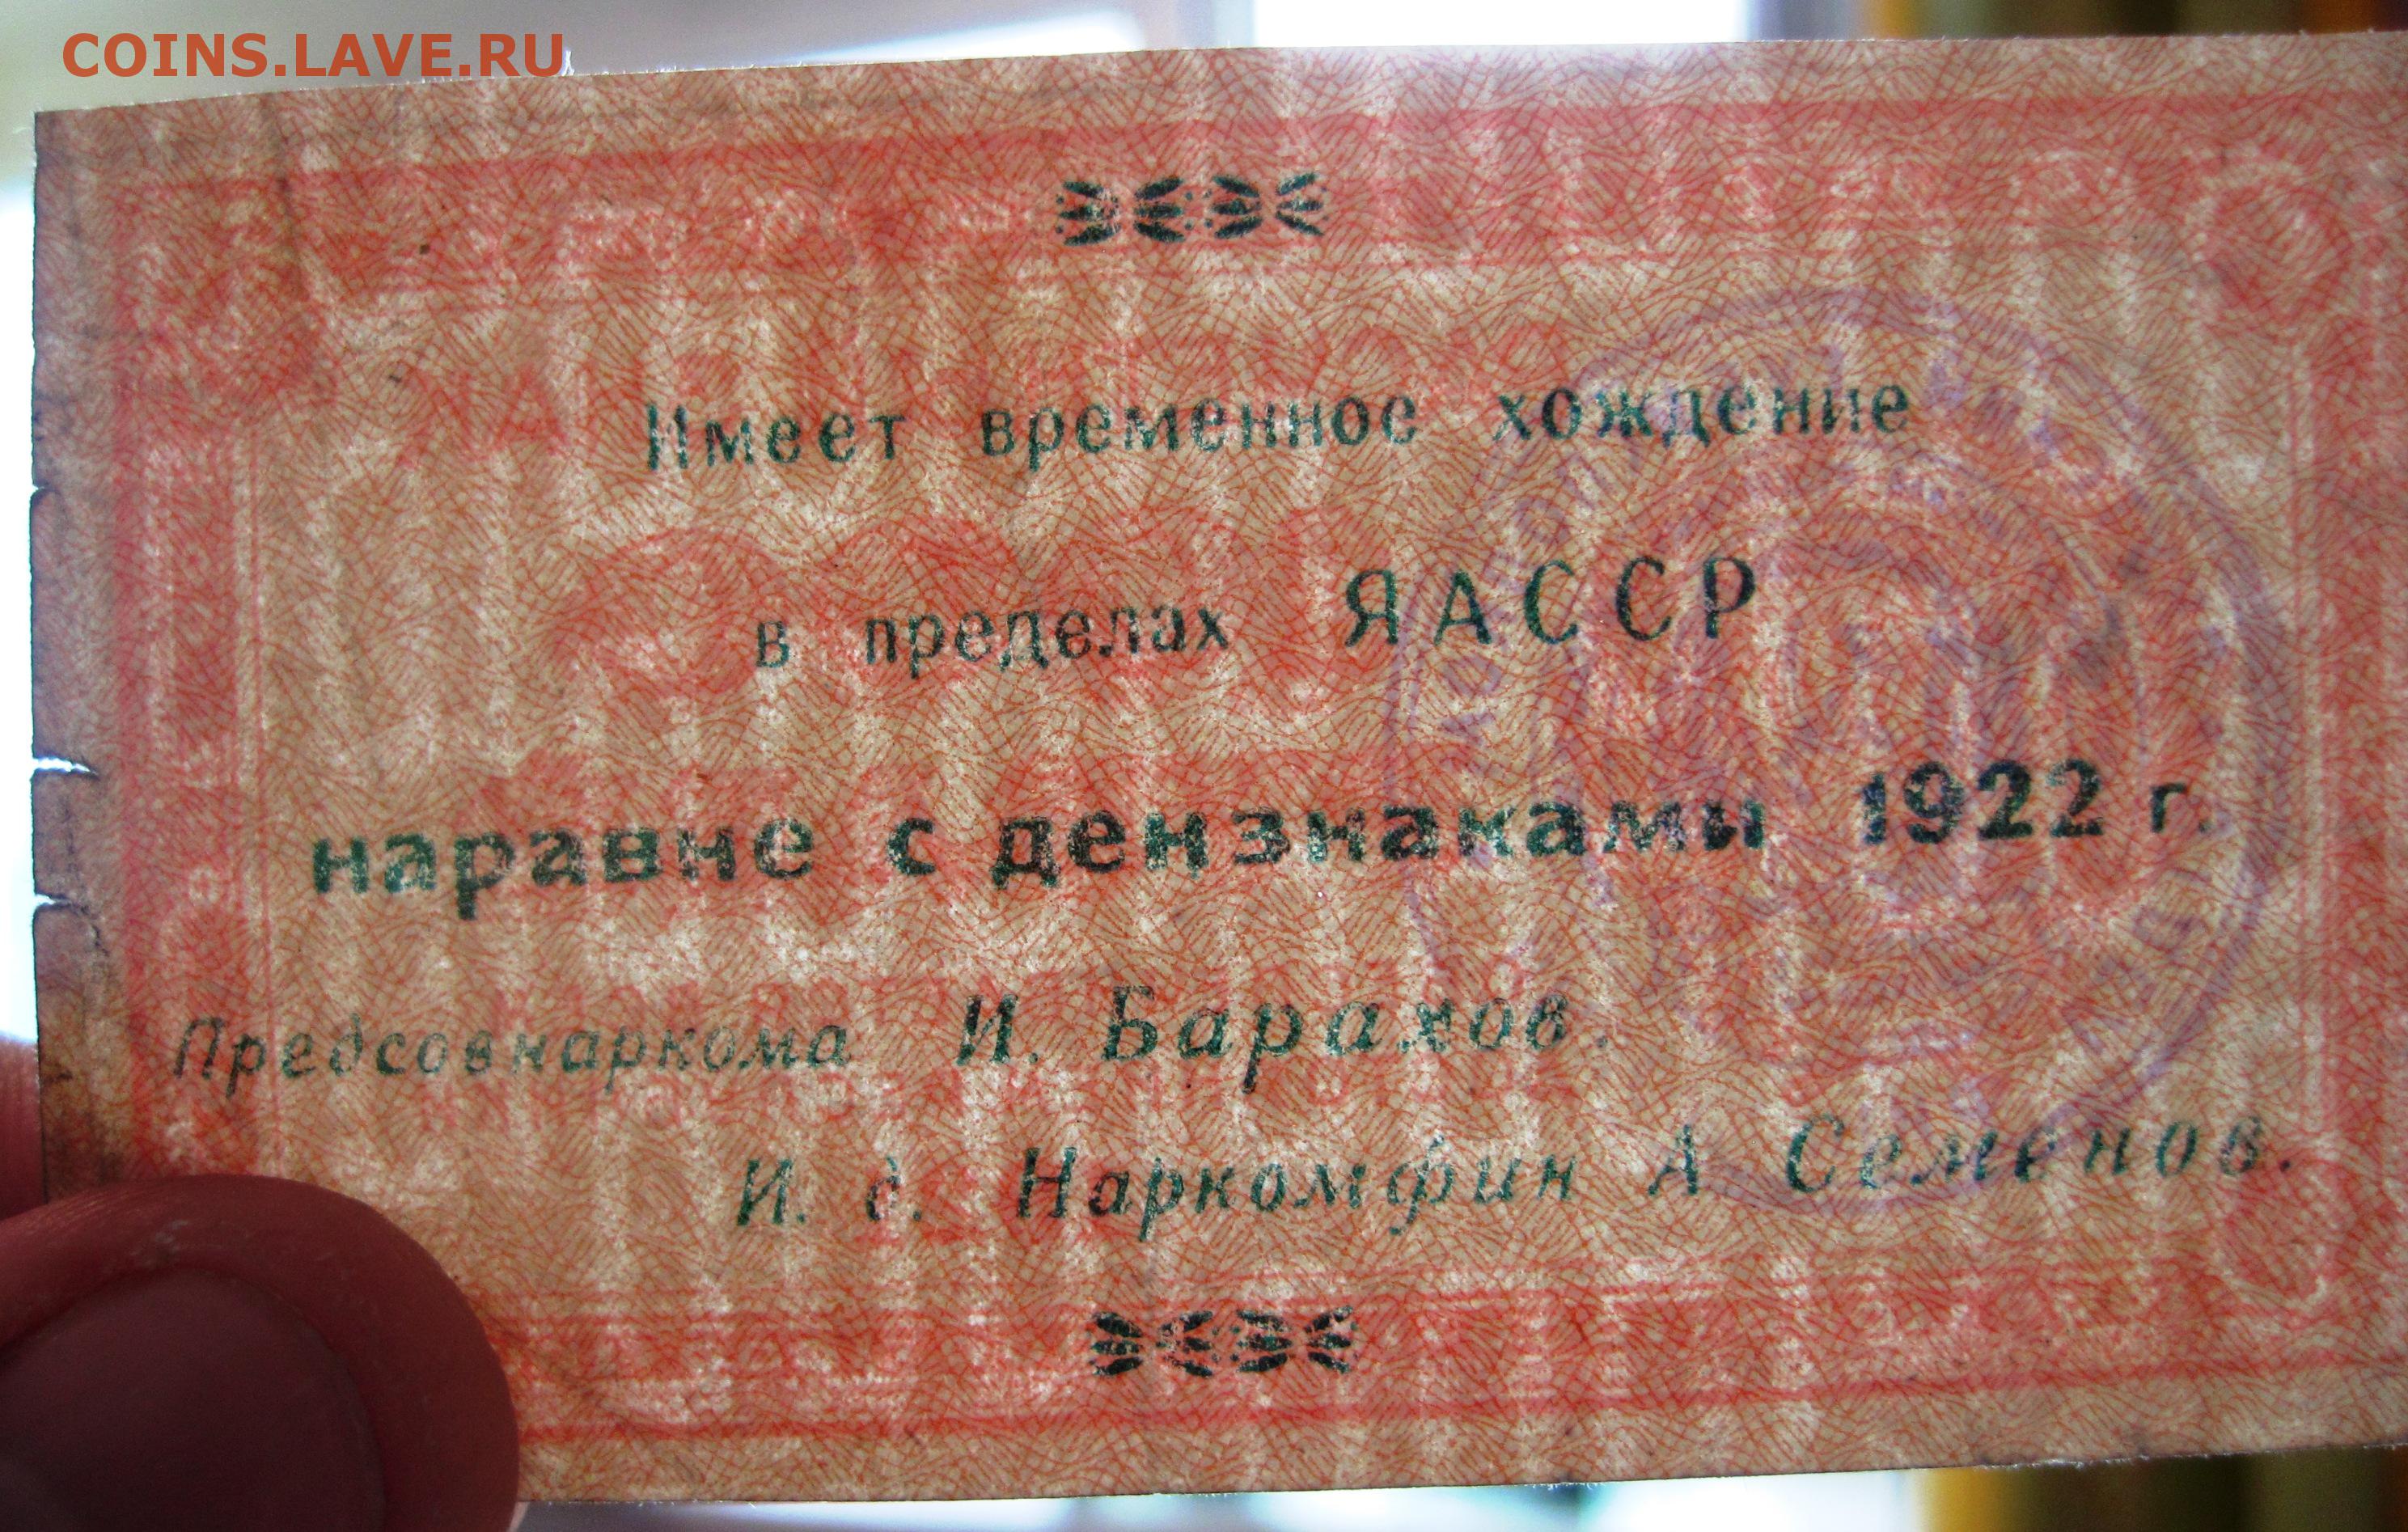 COINS.LAVE.RU
Имеет временное хождение
в пределах ЯАССР
наравне с дензнаками 1922 г.
Предсовнаркома И. Барахов.
И. д. Наркомфин А Семенов.